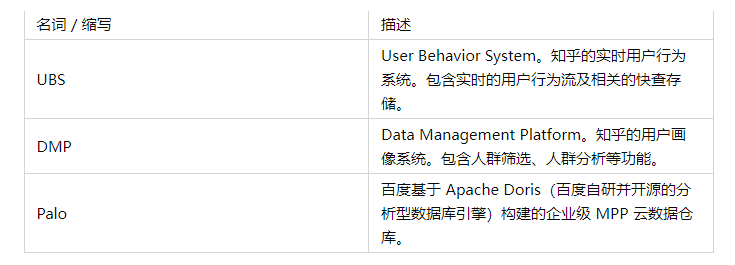 名词 / 缩写
描述
UBS
User Behavior System。知乎的实时用户行为
系统。包含实时的用户行为流及相关的快查存
储。
DMP
Data Management Platform。知乎的用户画
像系统。包含人群筛选、人群分析等功能。
Palo
百度基于 Apache Doris（百度自研并开源的分
析型数据库引擎）构建的企业级 MPP 云数据仓
库。